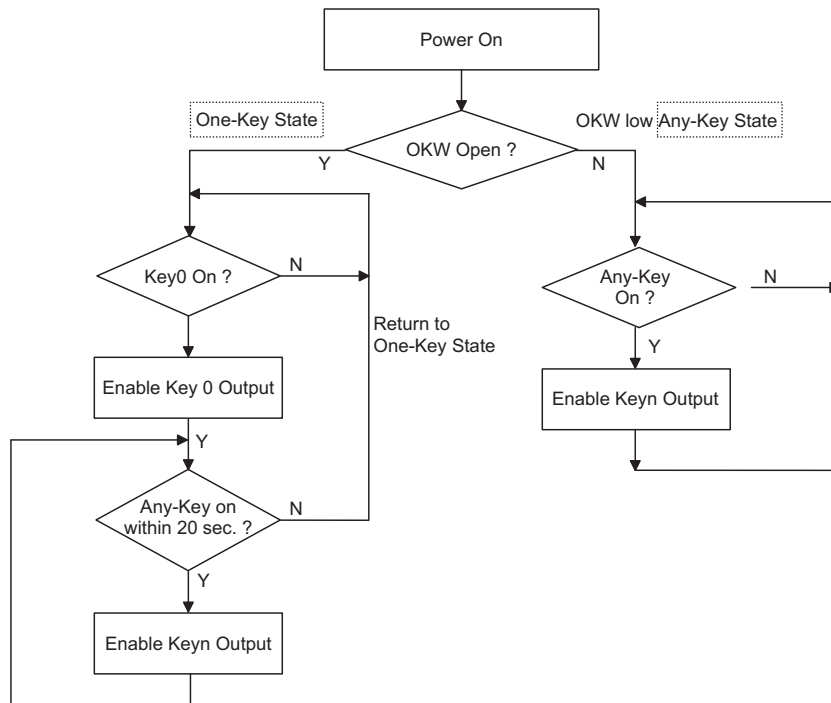 Power On
One-Key State
OKW low Any-Key State
OKW Open ?
Y
N
Key0 On ?
N
Any-Key
On ?
N
Return to
One-Key State
Y
Enable Key 0 Output
Enable Keyn Output
Y
Any-Key on
within 20 sec. ?
N
Y
Enable Keyn Output